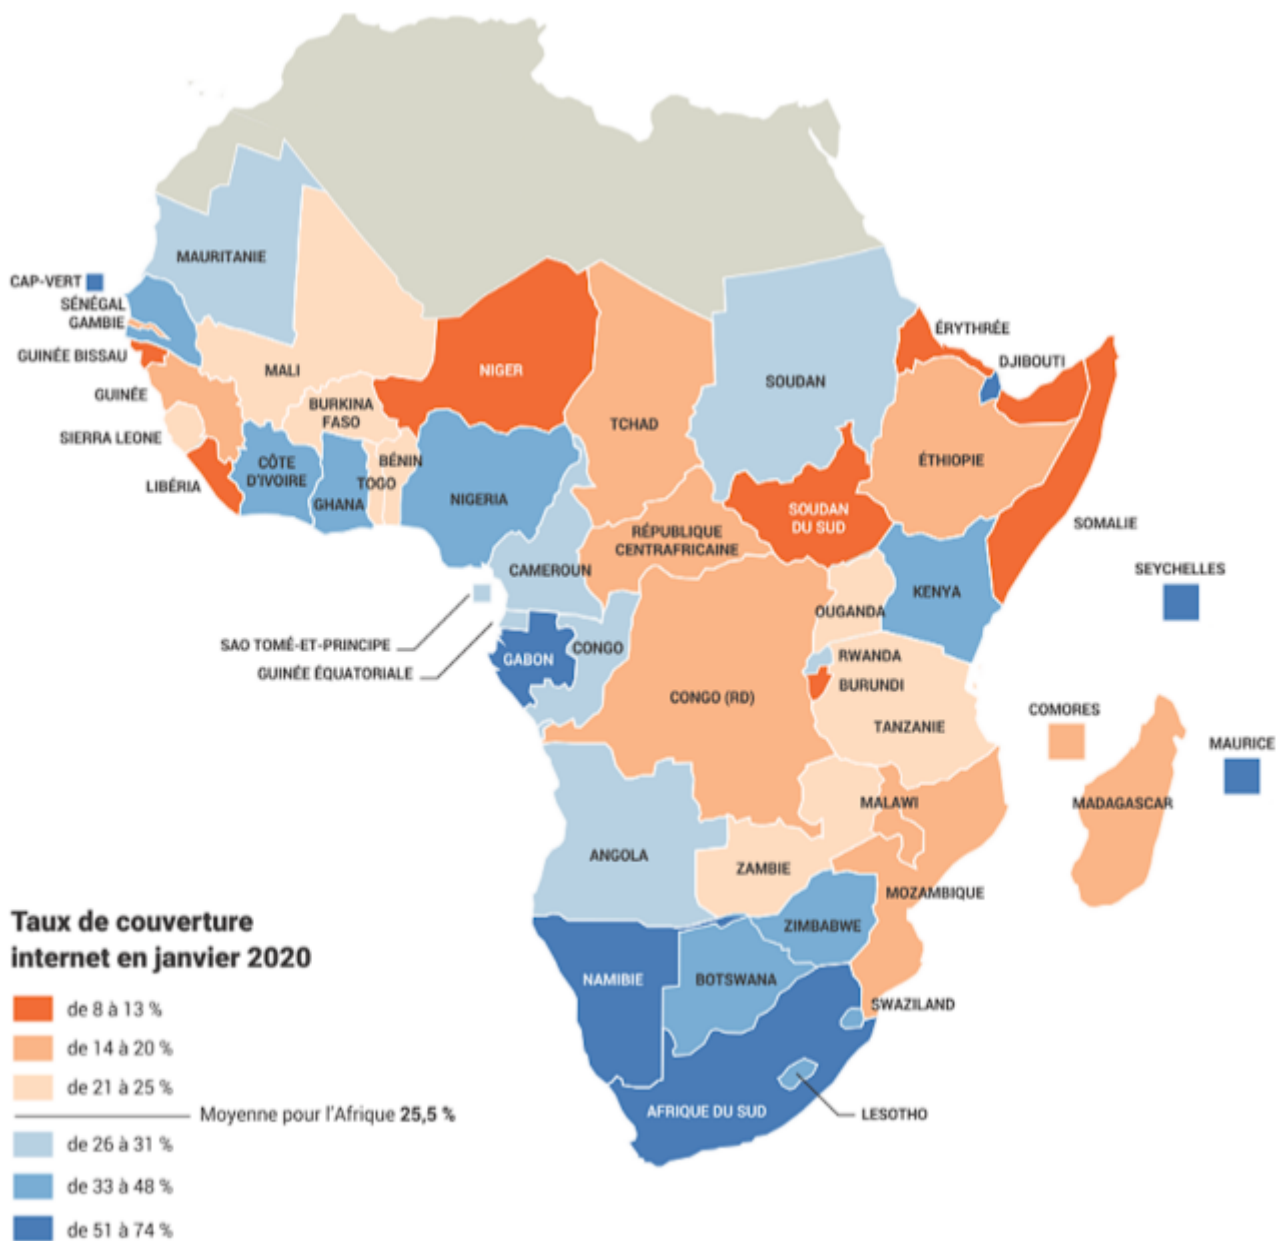 MAURITANIE
CAP-VERT
SÉNÉGAL
GAMBIE
GUINÉE BISSAU
GUINÉE
SIERRA LEONE
LIBÉRIA
MALI
BURKINA
FASO
CÔTE
D'IVOIRE
GHANA
TOGO
BÉNIN
NIGER
NIGERIA
TCHAD
SOUDAN
ÉRYTHRÉE
DJIBOUTI
ÉTHIOPIE
SOUDAN
DU SUD
SOMALIE
RÉPUBLIQUE
CENTRAFRICAINE
CAMEROUN
SAO TOMÉ-ET-PRINCIPE
GUINÉE ÉQUATORIALE
GABON
CONGO
CONGO (RD)
OUGANDA
KENYA
RWANDA
BURUNDI
TANZANIE
SEYCHELLES
COMORES
MAURICE
MADAGASCAR
MALAWI
ANGOLA
ZAMBIE
MOZAMBIQUE
ZIMBABWE
NAMIBIE
BOTSWANA
SWAZILAND
AFRIQUE DU SUD
LESOTHO
Taux de couverture
internet en janvier 2020
de 8 à 13 %
de 14 à 20 %
de 21 à 25 %
Moyenne pour l'Afrique 25,5 %
de 26 à 31 %
de 33 à 48 %
de 51 à 74 %